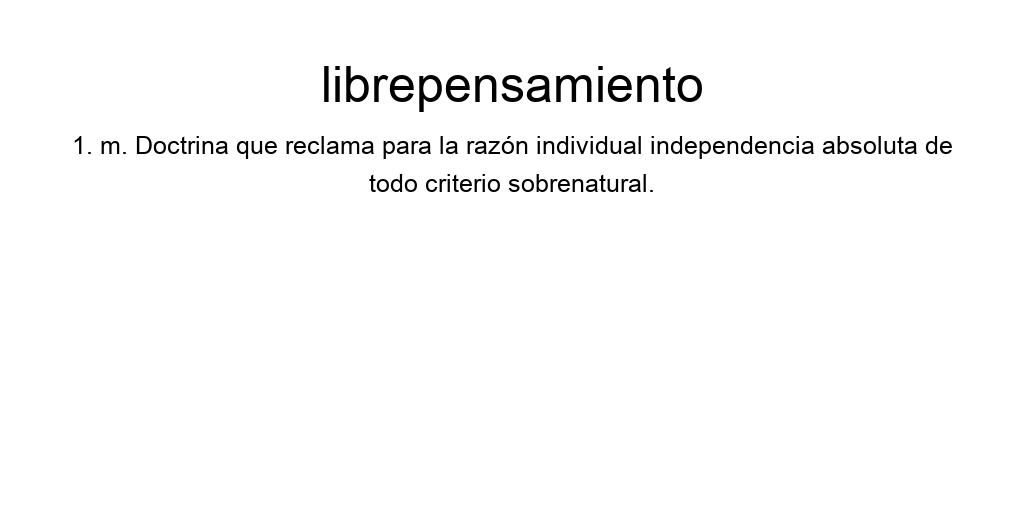 librepensamiento
1. m. Doctrina que reclama para la razón individual independencia absoluta de
todo criterio sobrenatural.